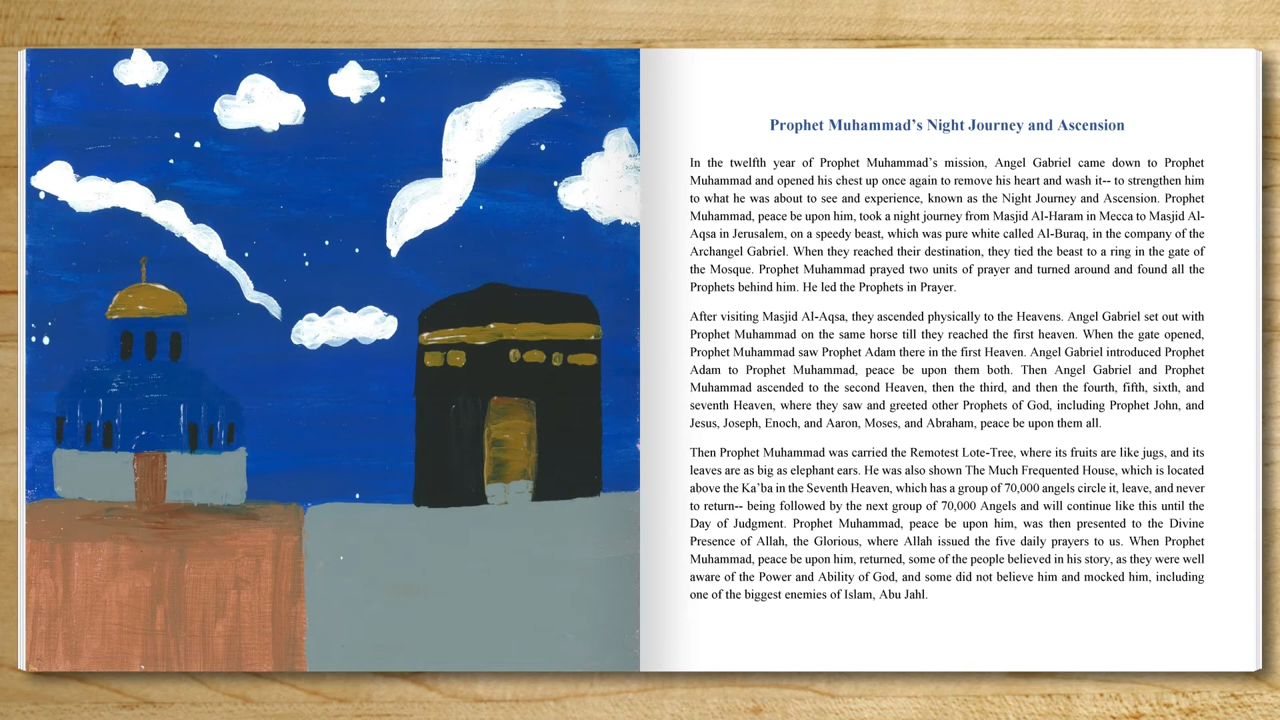 Prophet Muhammad’s Night Journey and Ascension
In the twelfth year of Prophet Muhammad’s mission, Angel Gabriel came down to Prophet
Muhammad and opened his chest up once again to remove his heart and wash it-- to strengthen him
to what he was about to see and experience, known as the Night Journey and Ascension. Prophet
Muhammad, peace be upon him, took a night journey from Masjid Al-Haram in Mecca to Masjid Al-
Aqsa in Jerusalem, on a speedy beast, which was pure white called Al-Buraq, in the company of the
Archangel Gabriel. When they reached their destination, they tied the beast to a ring in the gate of
the Mosque. Prophet Muhammad prayed two units of prayer and turned around and found all the
Prophets behind him. He led the Prophets in Prayer.
After visiting Masjid Al-Aqsa, they ascended physically to the Heavens. Angel Gabriel set out with
Prophet Muhammad on the same horse till they reached the first heaven. When the gate opened,
Prophet Muhammad saw Prophet Adam there in the first Heaven. Angel Gabriel introduced Prophet
Adam to Prophet Muhammad, peace be upon them both. Then Angel Gabriel and Prophet
Muhammad ascended to the second Heaven, then the third, and then the fourth, fifth, sixth, and
seventh Heaven, where they saw and greeted other Prophets of God, including Prophet John, and
Jesus, Joseph, Enoch, and Aaron, Moses, and Abraham, peace be upon them all.
Then Prophet Muhammad was carried the Remotest Lote-Tree, where its fruits are like jugs, and its
leaves are as big as elephant ears. He was also shown The Much Frequented House, which is located
above the Ka’ba in the Seventh Heaven, which has a group of 70,000 angels circle it, leave, and never
to return-- being followed by the next group of 70,000 Angels and will continue like this until the
Day of Judgment. Prophet Muhammad, peace be upon him, was then presented to the Divine
Presence of Allah, the Glorious, where Allah issued the five daily prayers to us. When Prophet
Muhammad, peace be upon him, returned, some of the people believed in his story, as they were well
aware of the Power and Ability of God, and some did not believe him and mocked him, including
one of the biggest enemies of Islam, Abu Jahl.